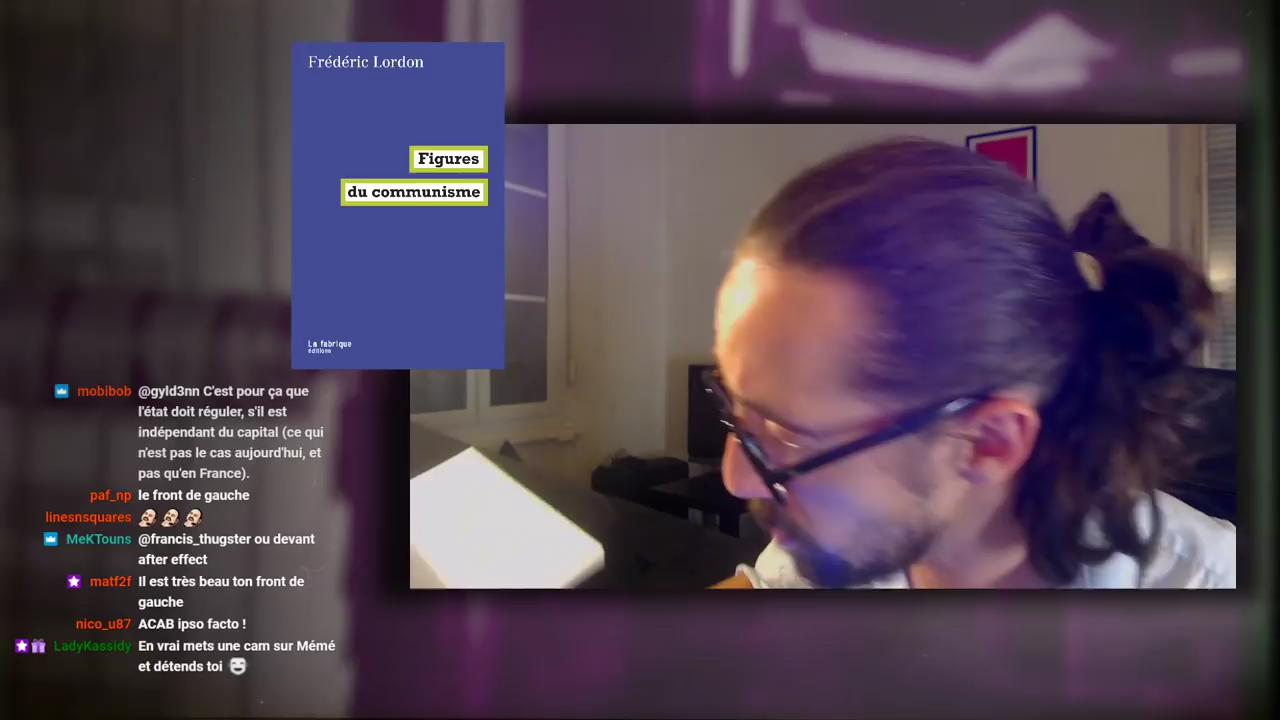 Frédéric Lordon
Figures
du communisme
La fabrique
éditions
mobibob @gyld3nn C'est pour ça que
l'état doit réguler, s'il est
indépendant du capital (ce qui
n'est pas le cas aujourd'hui, et
pas qu'en France).
paf_np le front de gauche
linesnsquares
MeKTouns @francis_thugster ou devant
after effect
matf2f Il est très beau ton front de
gauche
nico_u87 ACAB ipso facto !
LadyKassidy En vrai mets une cam sur Mémé
et détends toi